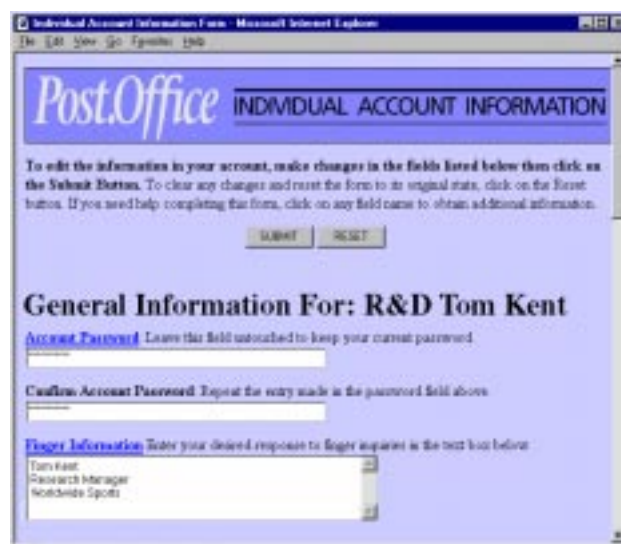 Individual Account Information Form - Microsoft Internet Explorer
File Edit View Go Favorites Help
Post.Office INDIVIDUAL ACCOUNT INFORMATION
To edit the information in your account, make changes in the fields listed below then click on
the Submit Button. To clear any changes and reset the form to its original state, click on the Reset
button. If you need help completing this form, click on any field name to obtain additional information.
SUBMIT RESET
General Information For: R&D Tom Kent
Account Password Leave this field untouched to keep your current password.
Confirm Account Password Repeat the entry made in the password field above.
Finger Information Enter your desired response to finger inquiries in the text box below:
Tom Kent
Research Manager
Worldwide Sports